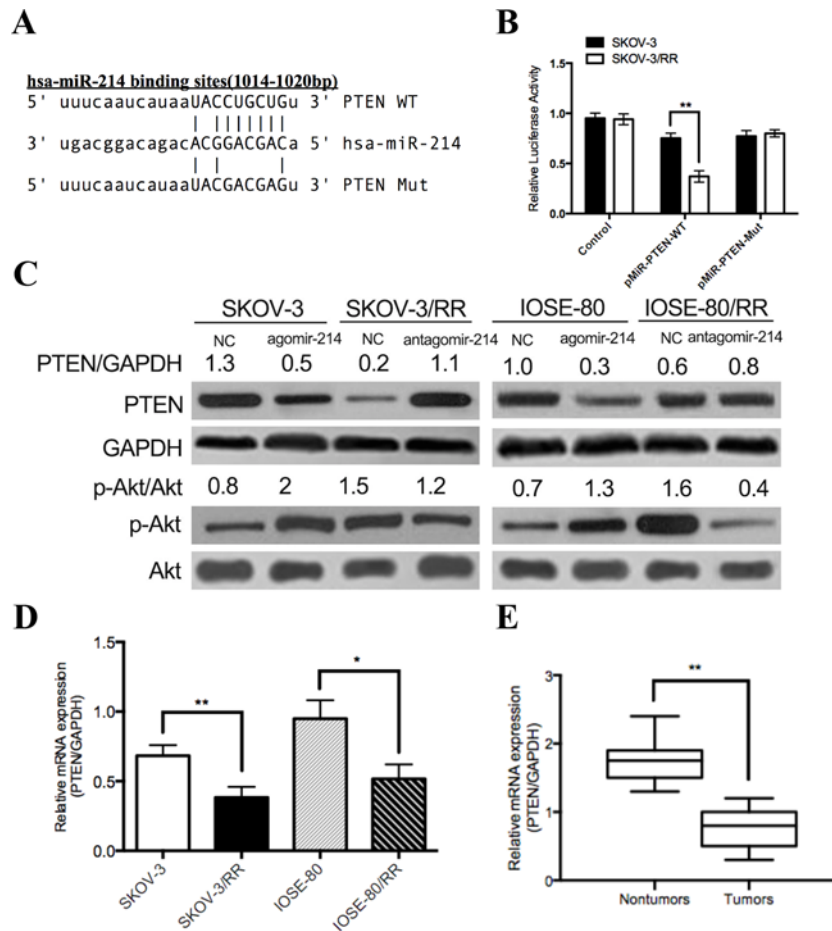 A
hsa-miR-214 binding sites(1014-1020bp)
5' uuucaaucauaaUACCUGCUGu 3' PTEN WT
3' ugacggacagacACGGACGACa 5' hsa-miR-214
5' uuucaaucauaaUACGACGAGu 3' PTEN Mut
B
SKOV-3
SKOV-3/RR
Relative Luciferase Activity
1.5
1.0
0.5
0.0
**
Control
pMiR-PTEN-WT
pMiR-PTEN-Mut
C
SKOV-3 SKOV-3/RR IOSE-80 IOSE-80/RR
NC agomir-214 NC antagomir-214 NC agomir-214 NC antagomir-214
PTEN/GAPDH 1.3 0.5 0.2 1.1 1.0 0.3 0.6 0.8
PTEN
GAPDH
p-Akt/Akt 0.8 2 1.5 1.2 0.7 1.3 1.6 0.4
p-Akt
Akt
D
Relative mRNA expression
(PTEN/GAPDH)
1.5
1.0
0.5
0.0
**
*
SKOV-3
SKOV-3/RR
IOSE-80
IOSE-80/RR
E
Relative mRNA expression
(PTEN/GAPDH)
3
2
1
0
**
Nontumors Tumors